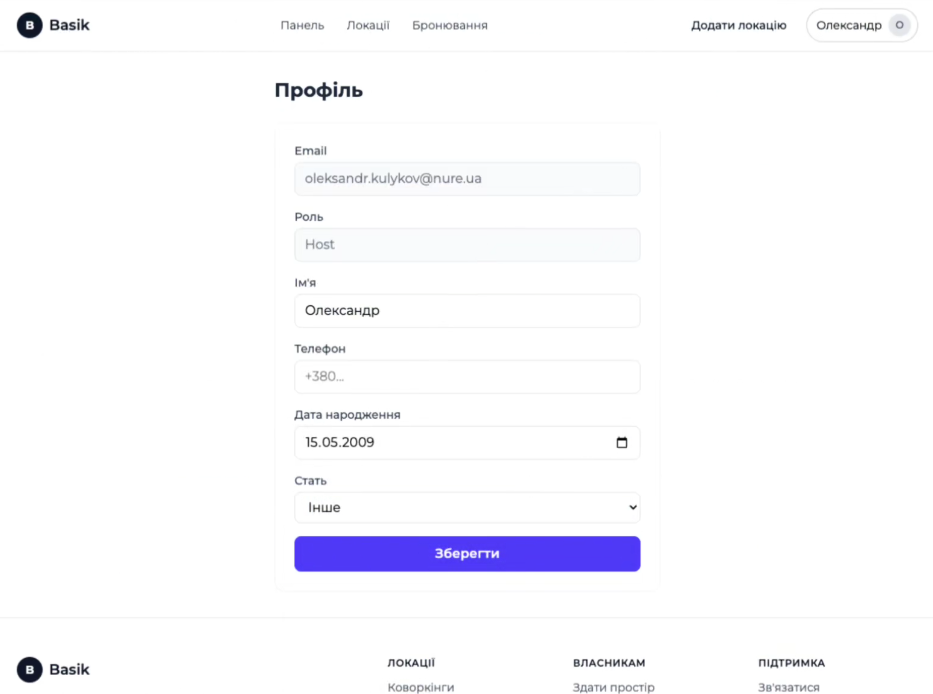 B Basik Панель Локації Бронювання Додати локацію Олександр О
Профіль
Email
oleksandr.kulykov@nure.ua
Роль
Host
Ім'я
Олександр
Телефон
+380...
Дата народження
15.05.2009
Стать
Інше
Зберегти
B Basik ЛОКАЦІЇ ВЛАСНИКАМ ПІДТРИМКА
Коворкінги Здати простір Зв'язатися